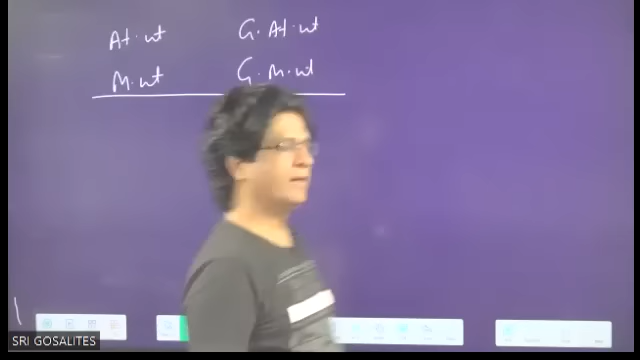 At. wt G. At. wt
M. wt G. M. wt
SRI GOSALITES